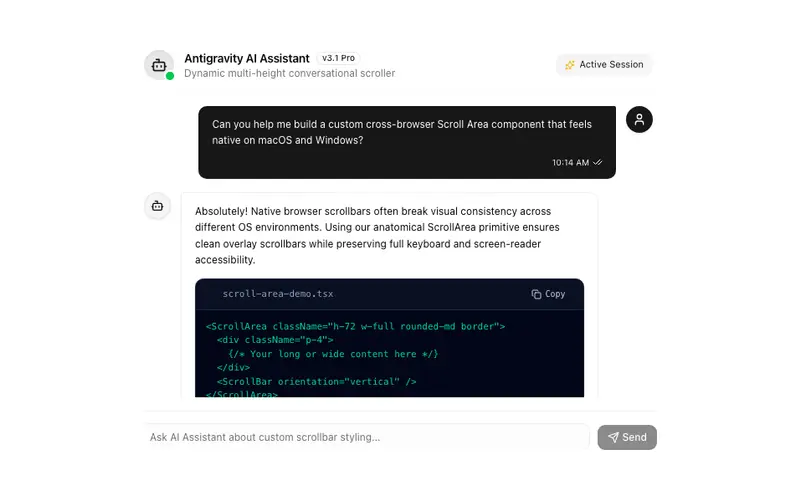 Antigravity AI Assistant v3.1 Pro
Dynamic multi-height conversational scroller
Active Session
Can you help me build a custom cross-browser Scroll Area component that feels
native on macOS and Windows?
10:14 AM
Absolutely! Native browser scrollbars often break visual consistency across
different OS environments. Using our anatomical ScrollArea primitive ensures
clean overlay scrollbars while preserving full keyboard and screen-reader
accessibility.
scroll-area-demo.tsx
Copy
<ScrollArea className="h-72 w-full rounded-md border">
  <div className="p-4">
    {/* Your long or wide content here */}
  </div>
  <ScrollBar orientation="vertical" />
</ScrollArea>
Ask AI Assistant about custom scrollbar styling...
Send